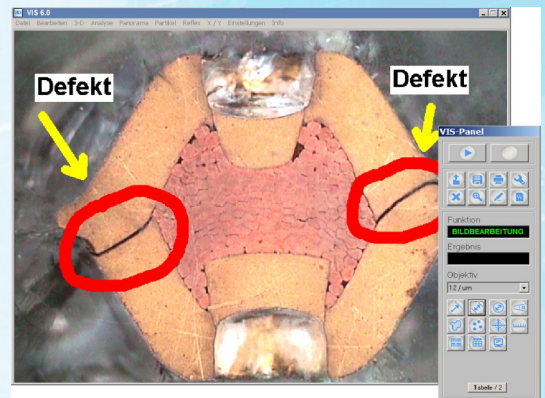 VIS 6.0
Datei Bearbeiten 3-D Analyse Panorama Partikel Reflex X / Y Einstellungen Info
Defekt
Defekt
VIS-Panel
Funktion
BILDBEARBEITUNG
Ergebnis
Objektiv
12 / um
Tabelle / 2